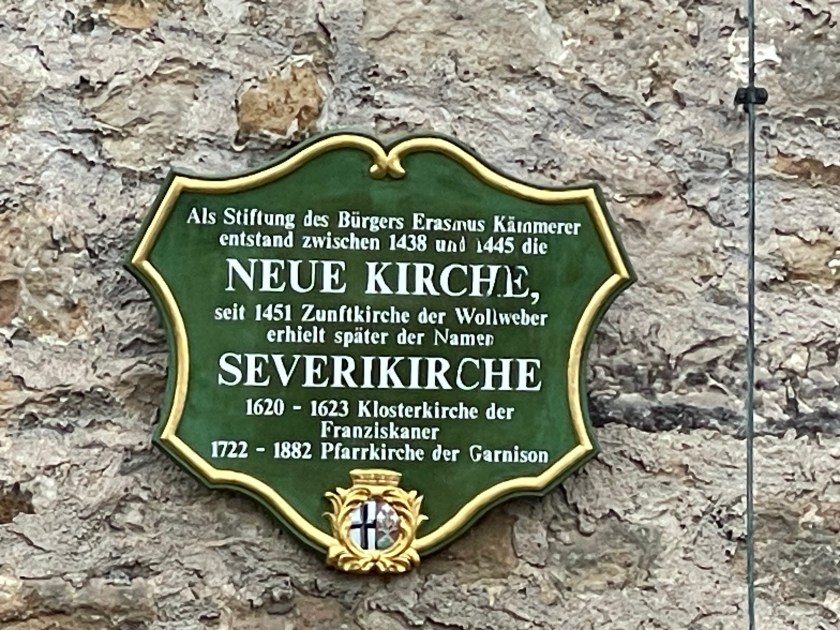 Als Stiftung des Bürgers Erasmus Kämmerer
entstand zwischen 1438 und 1445 die
NEUE KIRCHE,
seit 1451 Zunftkirche der Wollweber
erhielt später der Namen
SEVERIKIRCHE
1620 - 1623 Klosterkirche der
Franziskaner
1722 - 1882 Pfarrkirche der Garnison